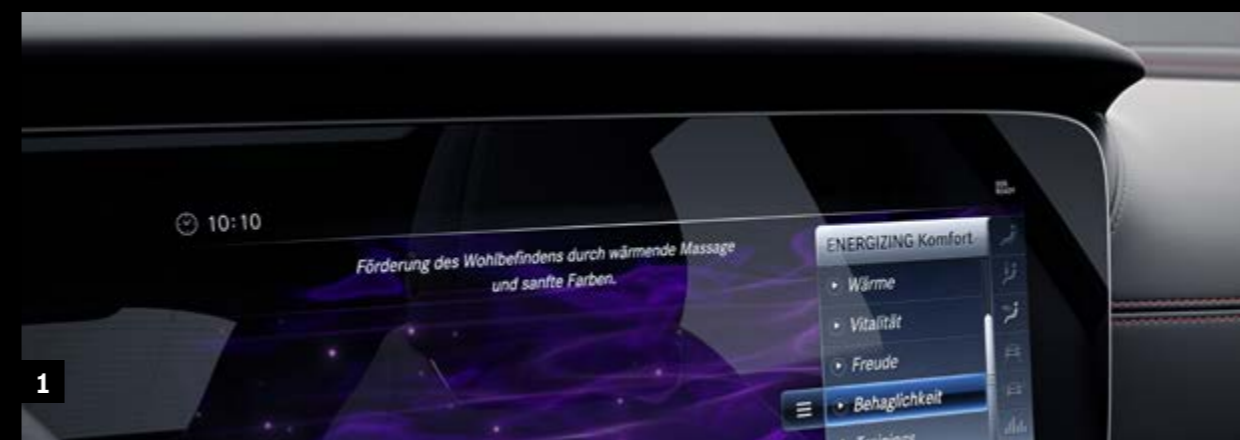 10:10
Förderung des Wohlbefindens durch wärmende Massage
und sanfte Farben.
ENERGIZING Komfort
Wärme
Vitalität
Freude
Behaglichkeit
1